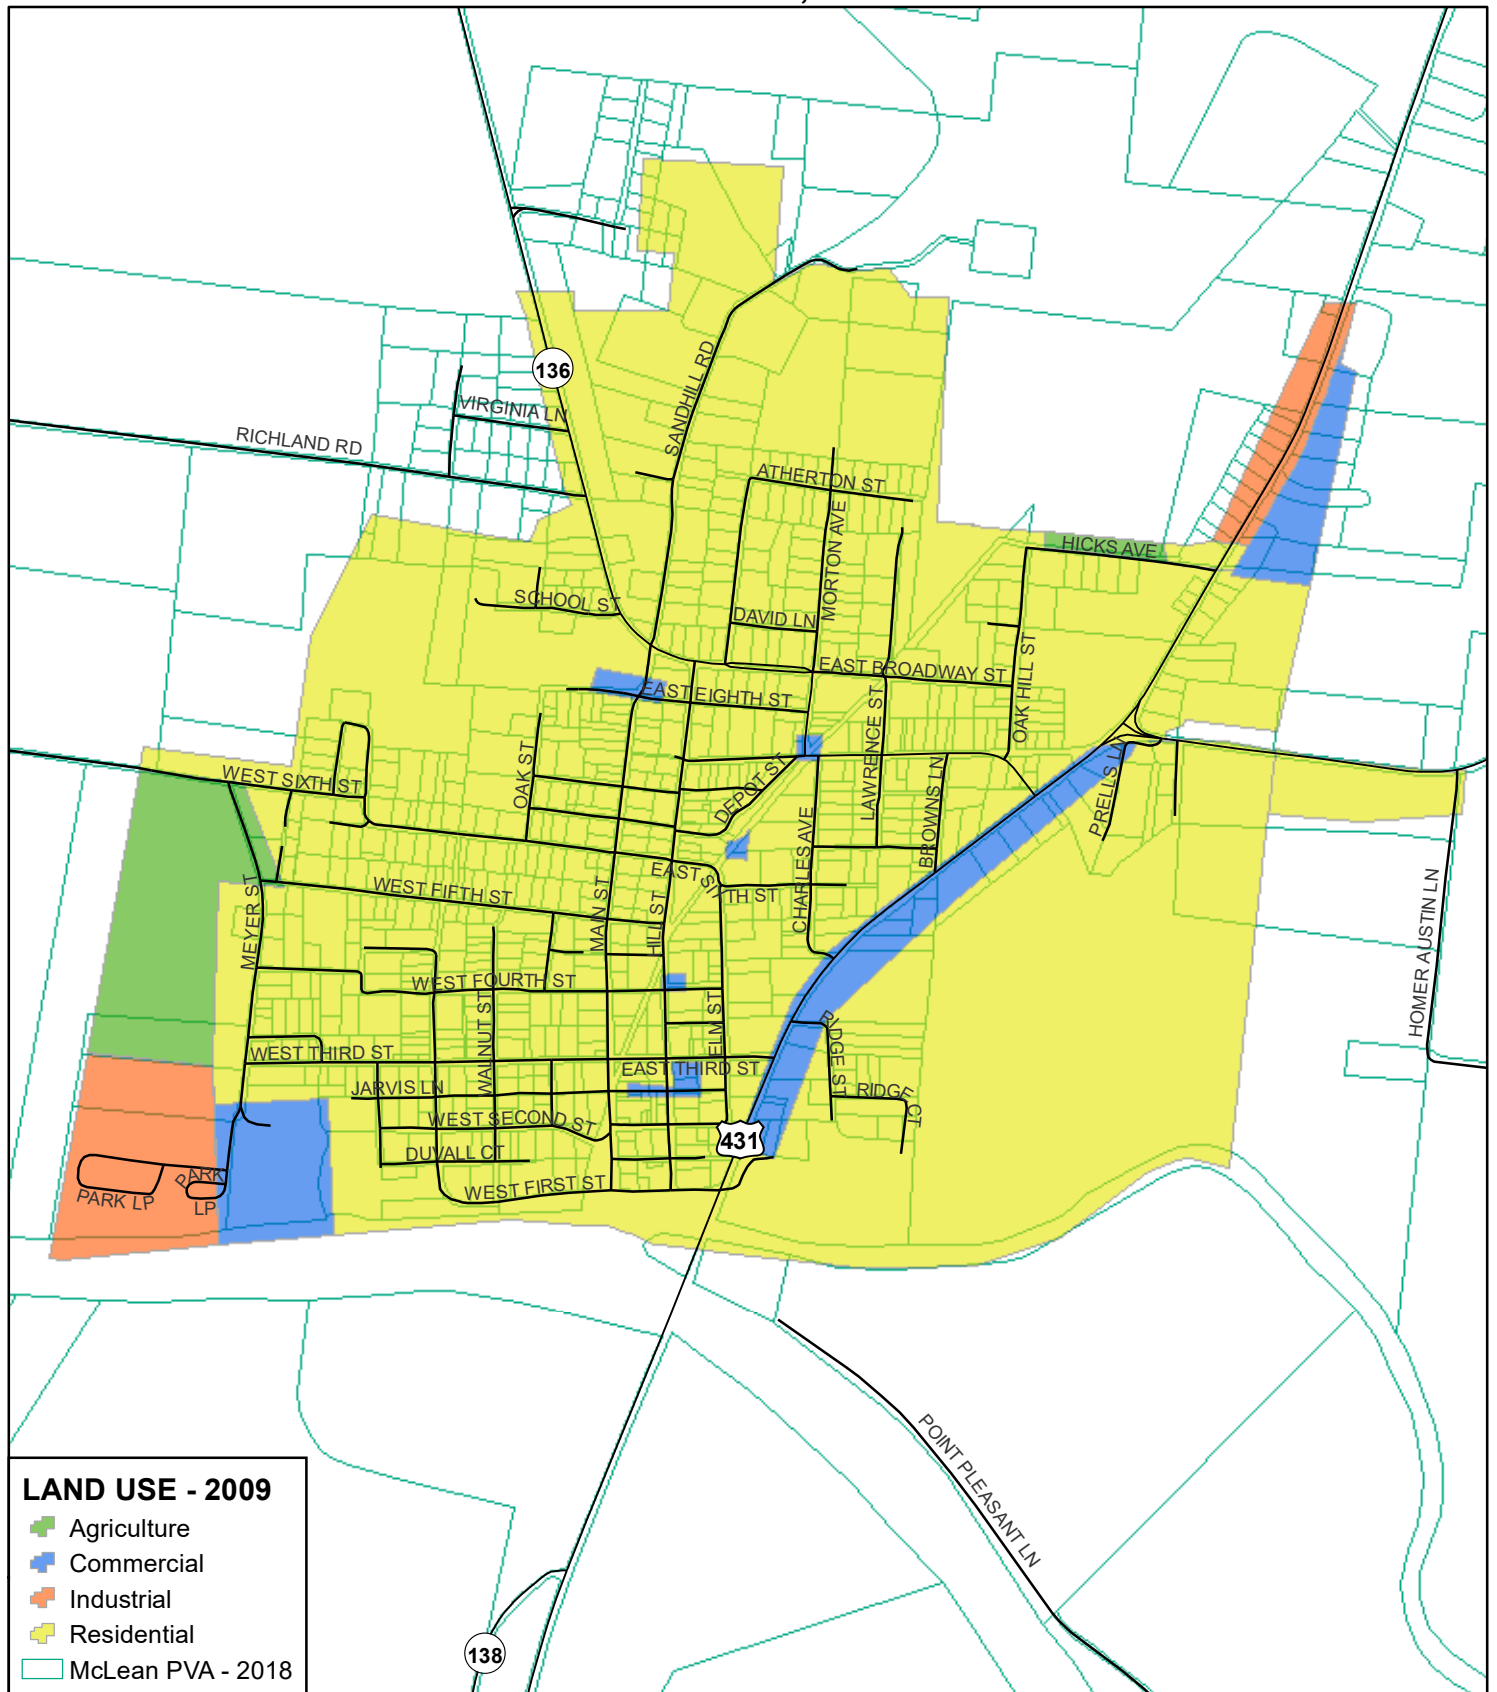 136
VIRGINIA LN
RICHLAND RD
SANDHILL RD
ATHERTON ST
MORTON AVE
HICKS AVE
SCHOOL ST
DAVID LN
EAST BROADWAY ST
OAK HILL ST
EAST EIGHTH ST
LAWRENCE ST
WEST SIXTH ST
OAK ST
DEPOT ST
PRELLS LN
BROWNS LN
CHARLES AVE
EAST SIXTH ST
WEST FIFTH ST
MAIN ST
HILL ST
MEYER ST
HOMER AUSTIN LN
WEST FOURTH ST
WALNUT ST
ELM ST
RIDGE ST
WEST THIRD ST
EAST THIRD ST
JARVIS LN
RIDGE CT
WEST SECOND ST
431
DUVALL CT
WEST FIRST ST
PARK LP
PARK
LP
POINT PLEASANT LN
138
LAND USE - 2009
Agriculture
Commercial
Industrial
Residential
McLean PVA - 2018